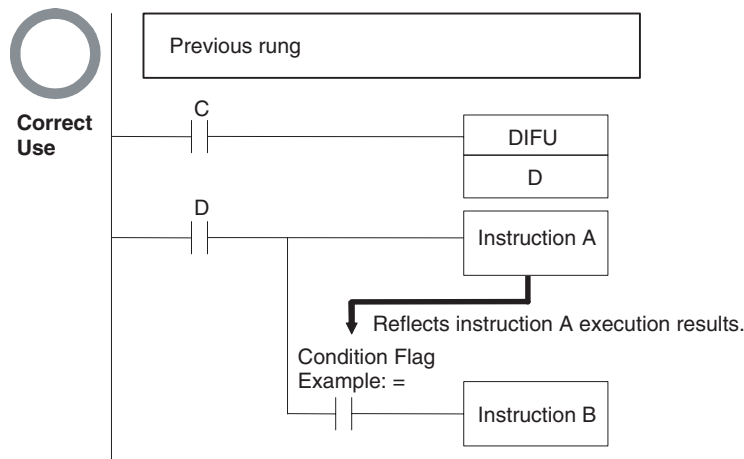 Previous rung
Correct
Use
C
DIFU
D
D
Instruction A
Reflects instruction A execution results.
Condition Flag
Example: =
Instruction B